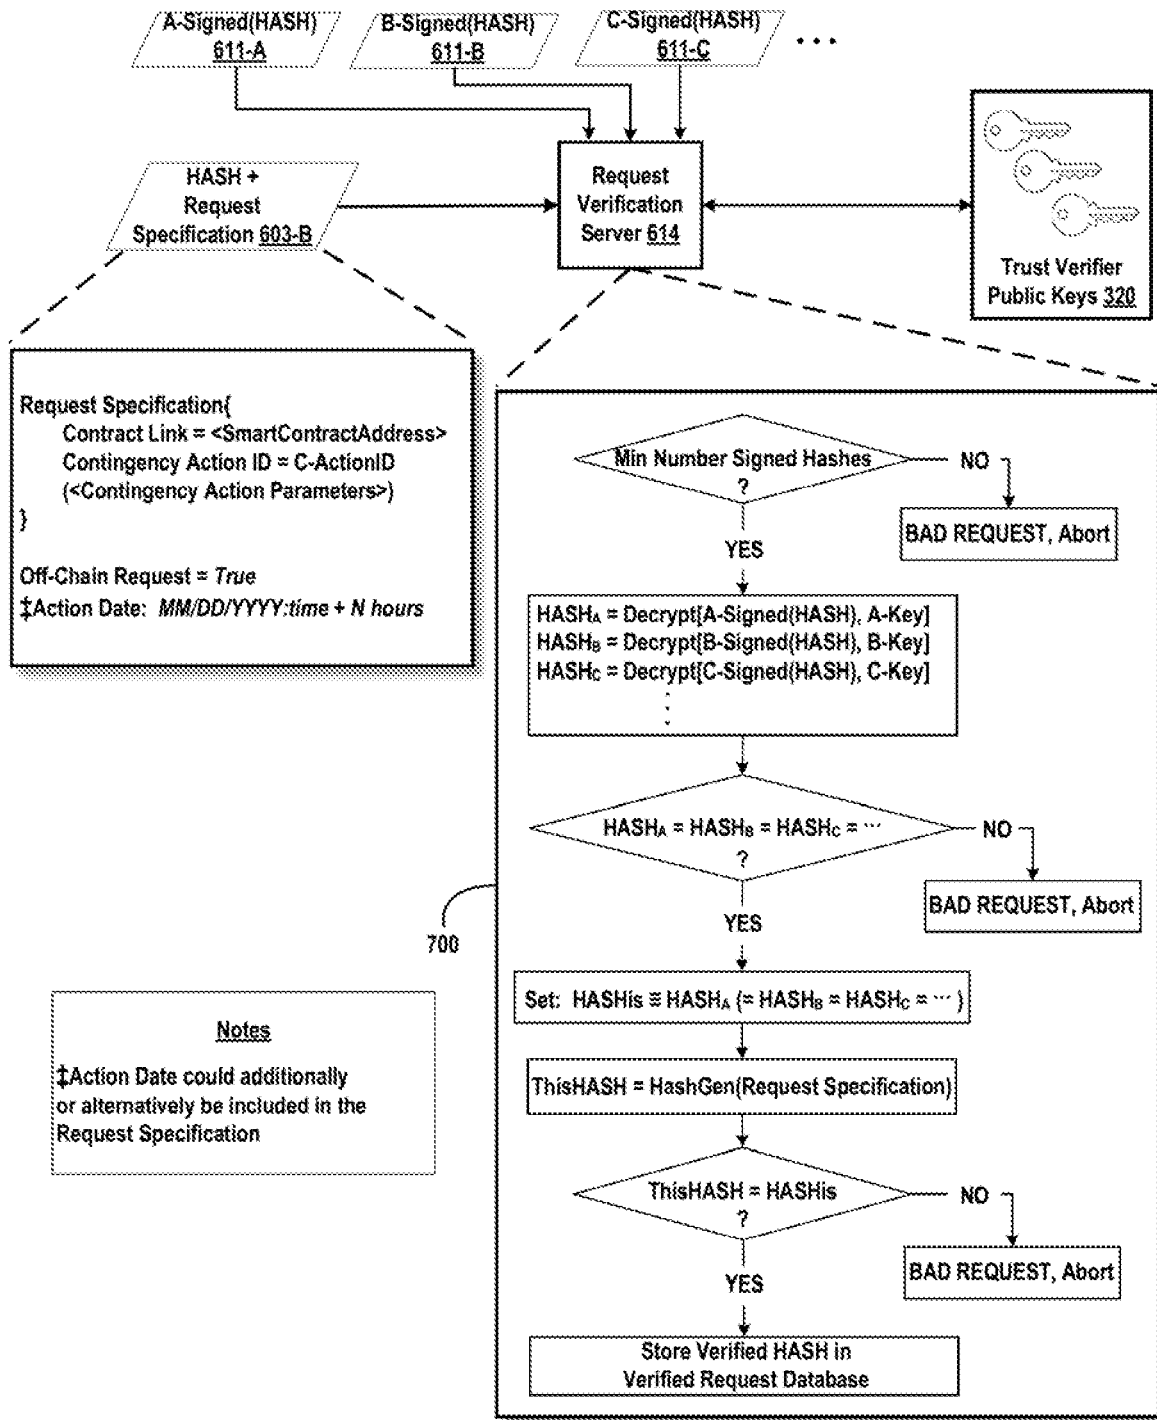 A-Signed(HASH)
611-A
B-Signed(HASH)
611-B
C-Signed(HASH)
611-C
• • •
HASH +
Request
Specification 603-B
Request
Verification
Server 614
Trust Verifier
Public Keys 320
Request Specification{
Contract Link = <SmartContractAddress>
Contingency Action ID = C-ActionID
(<Contingency Action Parameters>)
}
Off-Chain Request = True
‡Action Date: MM/DD/YYYY:time + N hours
Min Number Signed Hashes
?
NO
BAD REQUEST, Abort
YES
HASHA = Decrypt[A-Signed(HASH), A-Key]
HASHB = Decrypt[B-Signed(HASH), B-Key]
HASHC = Decrypt[C-Signed(HASH), C-Key]
⋮
HASHA = HASHB = HASHC = ···
?
NO
BAD REQUEST, Abort
YES
700
Set: HASHis ≡ HASHA (= HASHB = HASHC = ··· )
ThisHASH = HashGen(Request Specification)
ThisHASH = HASHis
?
NO
BAD REQUEST, Abort
YES
Store Verified HASH in
Verified Request Database
Notes
‡Action Date could additionally
or alternatively be included in the
Request Specification